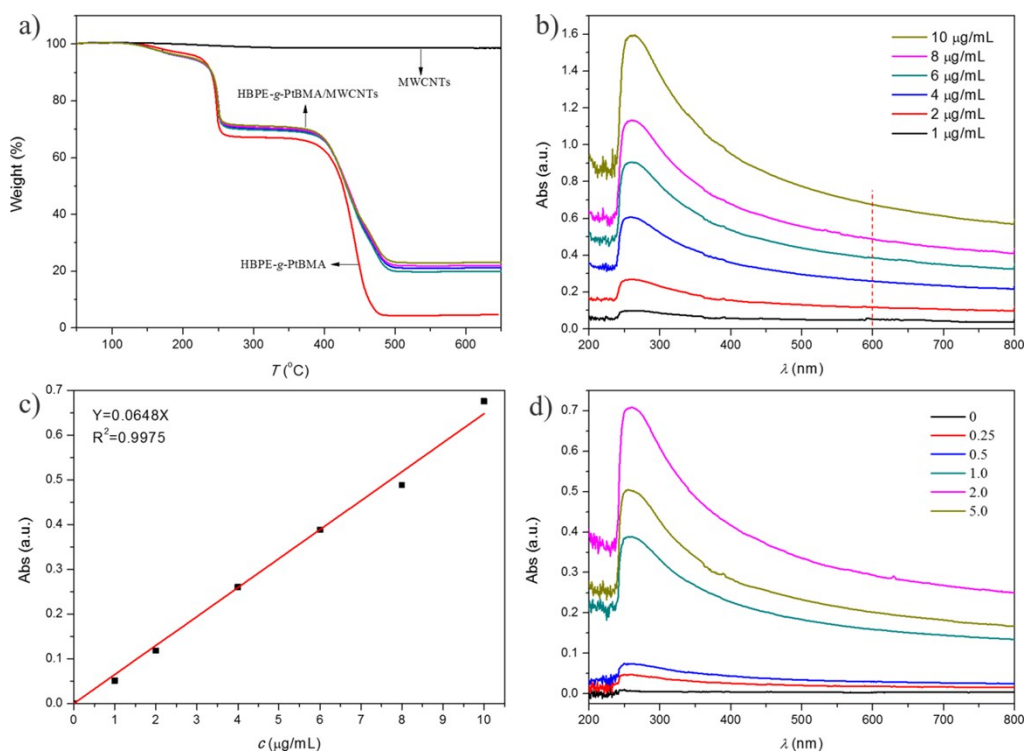 a)
100
80
60
40
20
0
Weight (%)
MWCNTs
HBPE-g-PtBMA/MWCNTs
HBPE-g-PtBMA
100
200
300
400
500
600
T (°C)
b)
1.6
1.4
1.2
1.0
0.8
0.6
0.4
0.2
0.0
Abs (a.u.)
10 μg/mL
8 μg/mL
6 μg/mL
4 μg/mL
2 μg/mL
1 μg/mL
200
300
400
500
600
700
800
λ (nm)
c)
0.7
0.6
0.5
0.4
0.3
0.2
0.1
0.0
Abs (a.u.)
Y=0.0648X
R²=0.9975
0
1
2
3
4
5
6
7
8
9
10
c (μg/mL)
d)
0.7
0.6
0.5
0.4
0.3
0.2
0.1
0.0
Abs (a.u.)
0
0.25
0.5
1.0
2.0
5.0
200
300
400
500
600
700
800
λ (nm)